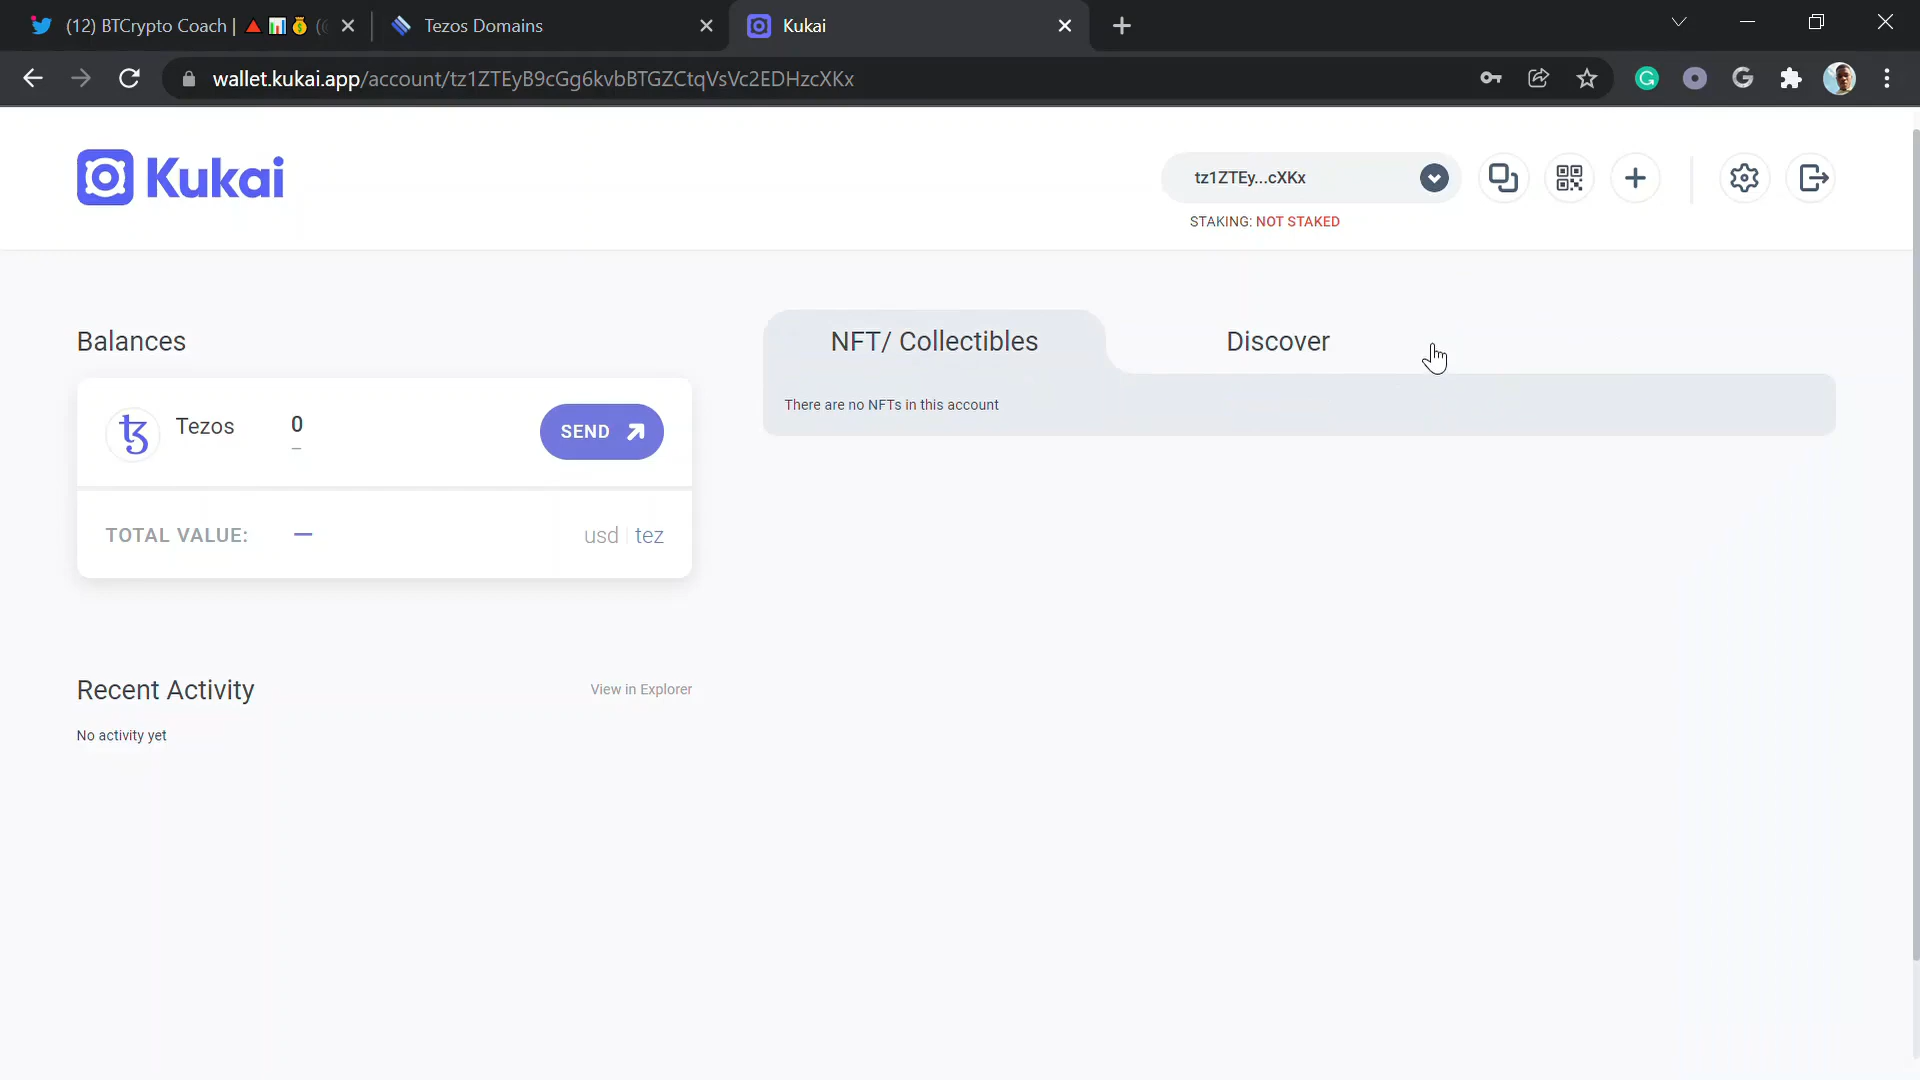 (12) BTCrypto Coach |
Tezos Domains
Kukai
wallet.kukai.app/account/tz1ZTEyB9cGg6kvbBTGZCtqVsVc2EDHzcXKx
Kukai
tz1ZTEy...cXKx
STAKING: NOT STAKED
Balances
NFT/ Collectibles
Discover
Tezos
0
–
SEND
There are no NFTs in this account
TOTAL VALUE:
–
usd | tez
Recent Activity
View in Explorer
No activity yet